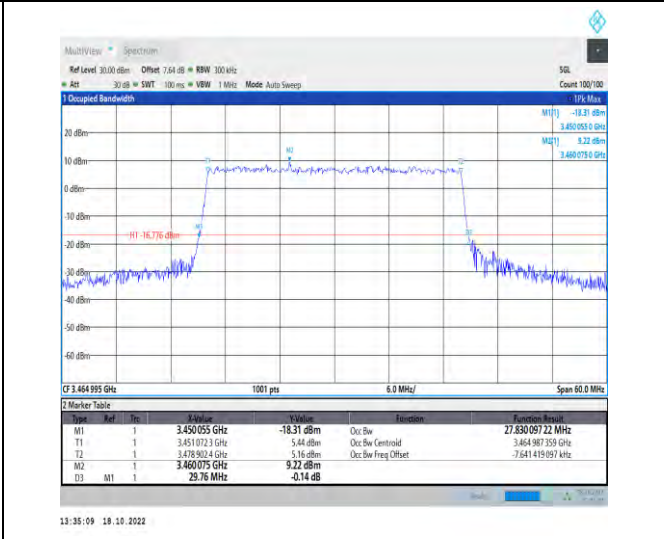 MultiView Spectrum
Ref Level 30.00 dBm Offset 7.64 dB RBW 300 kHz SGL
Att 30 dB SWT 100 ms VBW 1 MHz Mode Auto Sweep Count 100/100
1 Occupied Bandwidth 1Pk Max
M1[1] -18.31 dBm
3.450055 0 GHz
M2[1] 9.22 dBm
3.460075 0 GHz
20 dBm
M2
10 dBm
T1 T2
0 dBm
-10 dBm
M1 D3
H1 -16.776 dBm
-20 dBm
-30 dBm
-40 dBm
-50 dBm
-60 dBm
CF 3.464 995 GHz 1001 pts 6.0 MHz/ Span 60.0 MHz
2 Marker Table
Type Ref Trc X-Value Y-Value Function Function Result
M1 1 3.450055 GHz -18.31 dBm Occ Bw 27.830 097 22 MHz
T1 1 3.451 072 3 GHz 5.44 dBm Occ Bw Centroid 3.464 987 359 GHz
T2 1 3.478 902 4 GHz 5.16 dBm Occ Bw Freq Offset -7.641 419 097 kHz
M2 1 3.460075 GHz 9.22 dBm
D3 M1 1 29.76 MHz -0.14 dB
13:35:09 18.10.2022